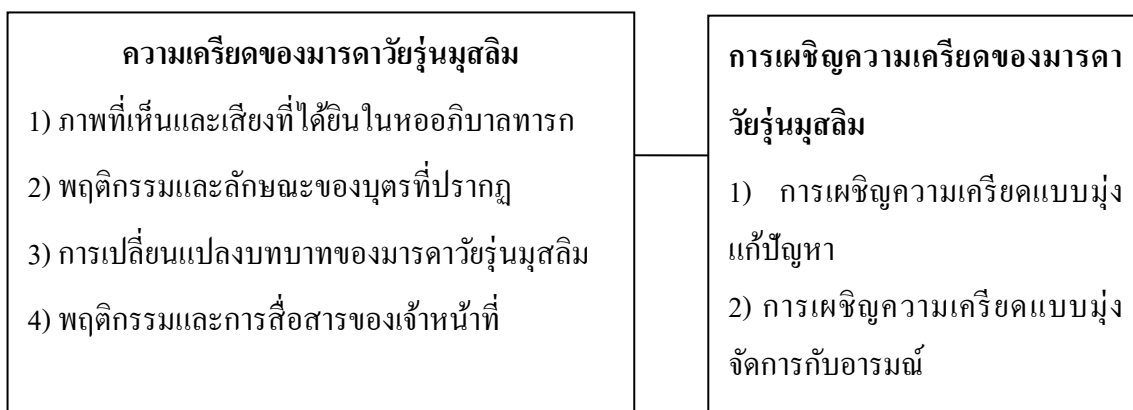 ความเครียดของมารดาวัยรุ่นมุสลิม
1) ภาพที่เห็นและเสียงที่ได้ยินในหออภิบาลทารก
2) พฤติกรรมและลักษณะของบุตรที่ปรากฏ
3) การเปลี่ยนแปลงบทบาทของมารดาวัยรุ่นมุสลิม
4) พฤติกรรมและการสื่อสารของเจ้าหน้าที่
การเผชิญความเครียดของมารดา
วัยรุ่นมุสลิม
1) การเผชิญความเครียดแบบมุ่ง
แก้ปัญหา
2) การเผชิญความเครียดแบบมุ่ง
จัดการกับอารมณ์